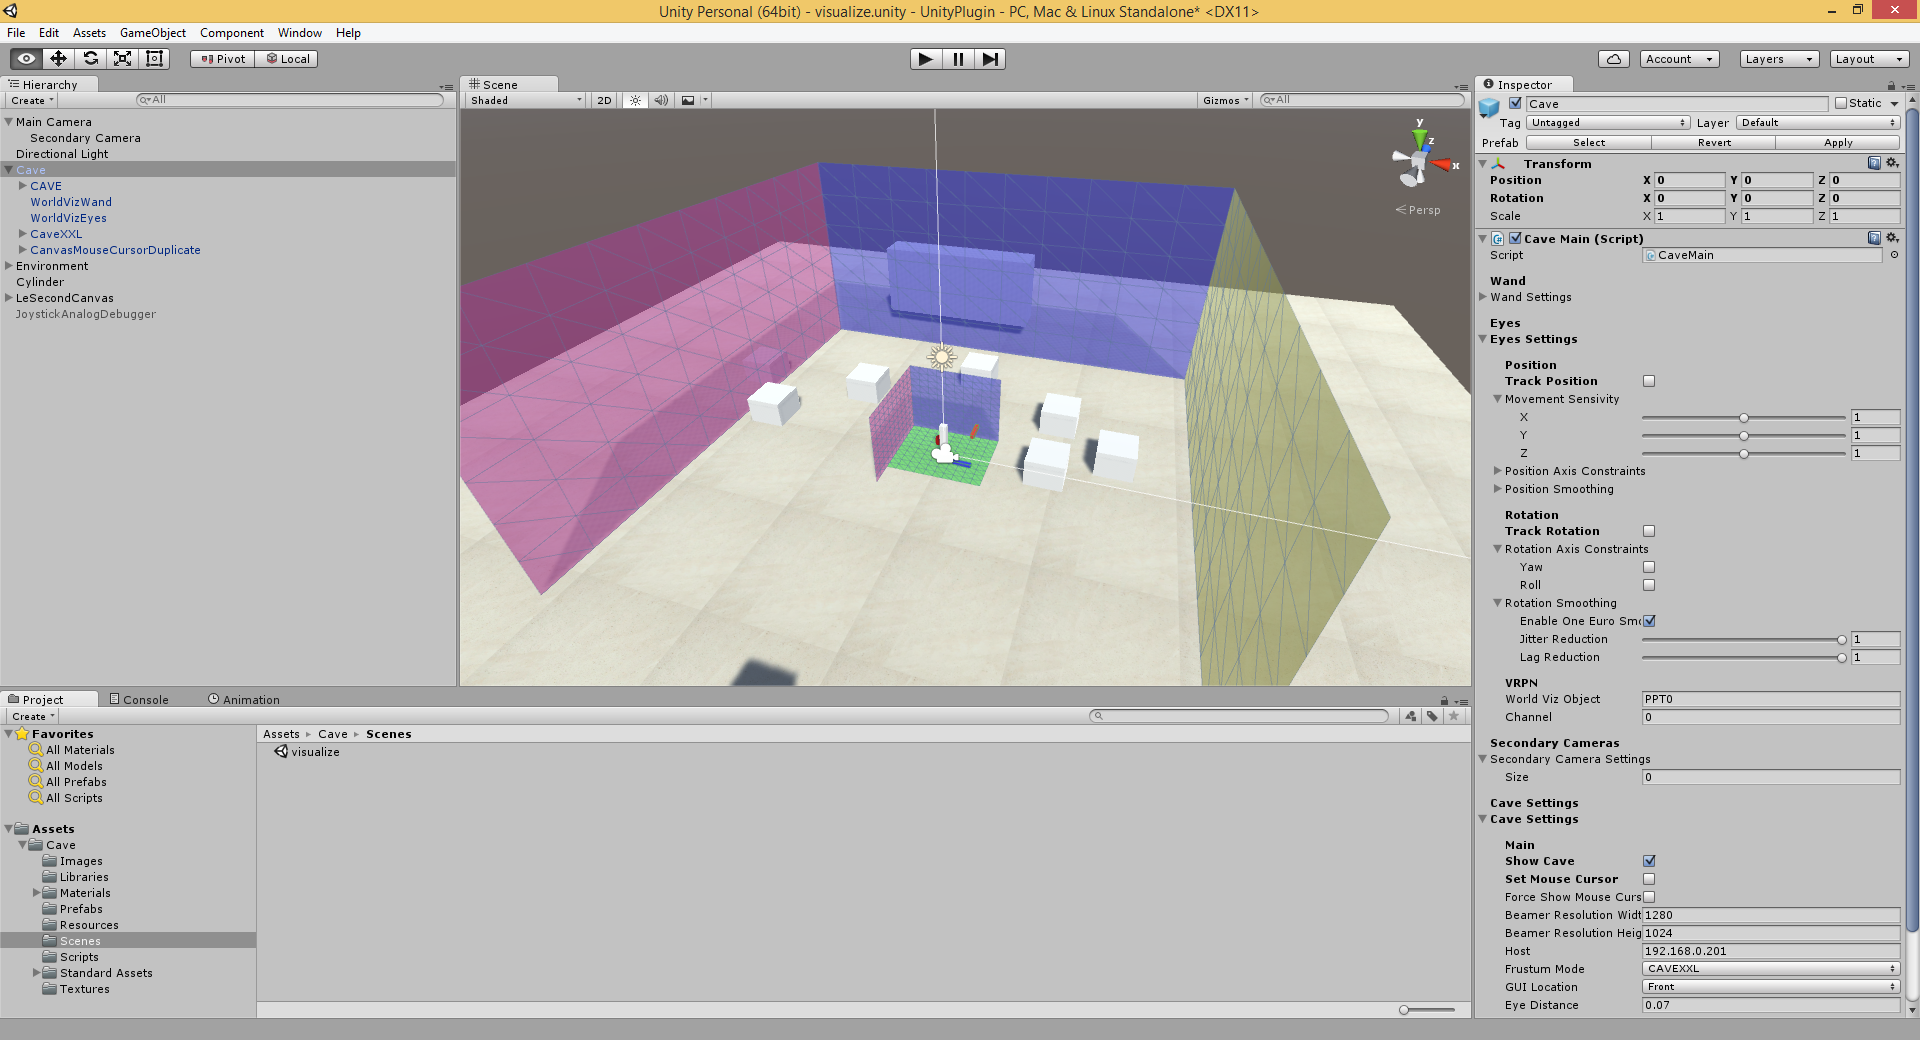 Unity Personal (64bit) - visualize.unity - UnityPlugin - PC, Mac & Linux Standalone* <DX11>
File Edit Assets GameObject Component Window Help
Pivot Local Account Layers Layout
Hierarchy
Create All
Main Camera
Secondary Camera
Directional Light
Cave
CAVE
WorldVizWand
WorldVizEyes
CaveXXL
CanvasMouseCursorDuplicate
Environment
Cylinder
LeSecondCanvas
JoystickAnalogDebugger
Scene
Shaded 2D Gizmos All
y
z
x
Persp
Project Console Animation
Create
Favorites
All Materials
All Models
All Prefabs
All Scripts
Assets
Cave
Images
Libraries
Materials
Prefabs
Resources
Scenes
Scripts
Standard Assets
Textures
Assets Cave Scenes
visualize
Inspector
Cave Static
Tag Untagged Layer Default
Prefab Select Revert Apply
Transform
Position X 0 Y 0 Z 0
Rotation X 0 Y 0 Z 0
Scale X 1 Y 1 Z 1
Cave Main (Script)
Script CaveMain
Wand
Wand Settings
Eyes
Eyes Settings
Position
Track Position
Movement Sensivity
X 1
Y 1
Z 1
Position Axis Constraints
Position Smoothing
Rotation
Track Rotation
Rotation Axis Constraints
Yaw
Roll
Rotation Smoothing
Enable One Euro Smo
Jitter Reduction 1
Lag Reduction 1
VRPN
World Viz Object PPT0
Channel 0
Secondary Cameras
Secondary Camera Settings
Size 0
Cave Settings
Cave Settings
Main
Show Cave
Set Mouse Cursor
Force Show Mouse Curs
Beamer Resolution Widt 1280
Beamer Resolution Heig 1024
Host 192.168.0.201
Frustum Mode CAVEXXL
GUI Location Front
Eye Distance 0.07